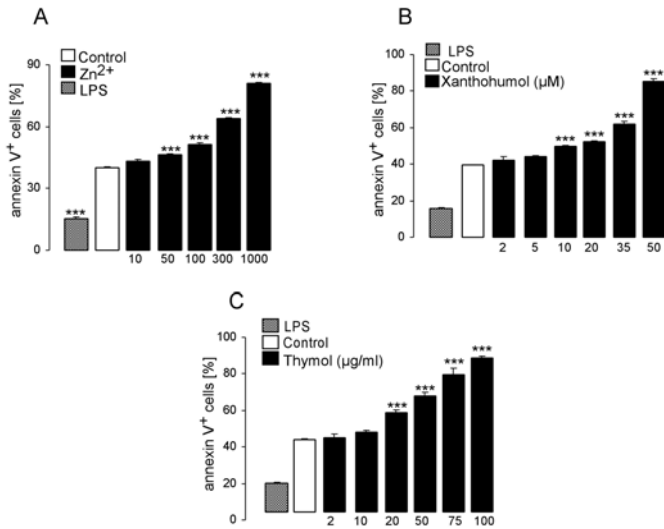 A
Control
Zn2+
LPS
annexin V+ cells [%]
90
60
30
0
***
***
***
***
***
10 50 100 300 1000
B
LPS
Control
Xanthohumol (µM)
annexin V+ cells [%]
100
80
60
40
20
0
***
***
***
***
2 5 10 20 35 50
C
LPS
Control
Thymol (µg/ml)
annexin V+ cells [%]
100
80
60
40
20
0
***
***
***
***
2 10 20 50 75 100